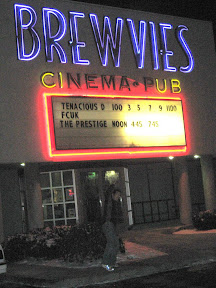 BREWVIES
CINEMA·PUB
TENACIOUS D 100 3 5 7 9 1100
FCUK
THE PRESTIGE NOON 445 745